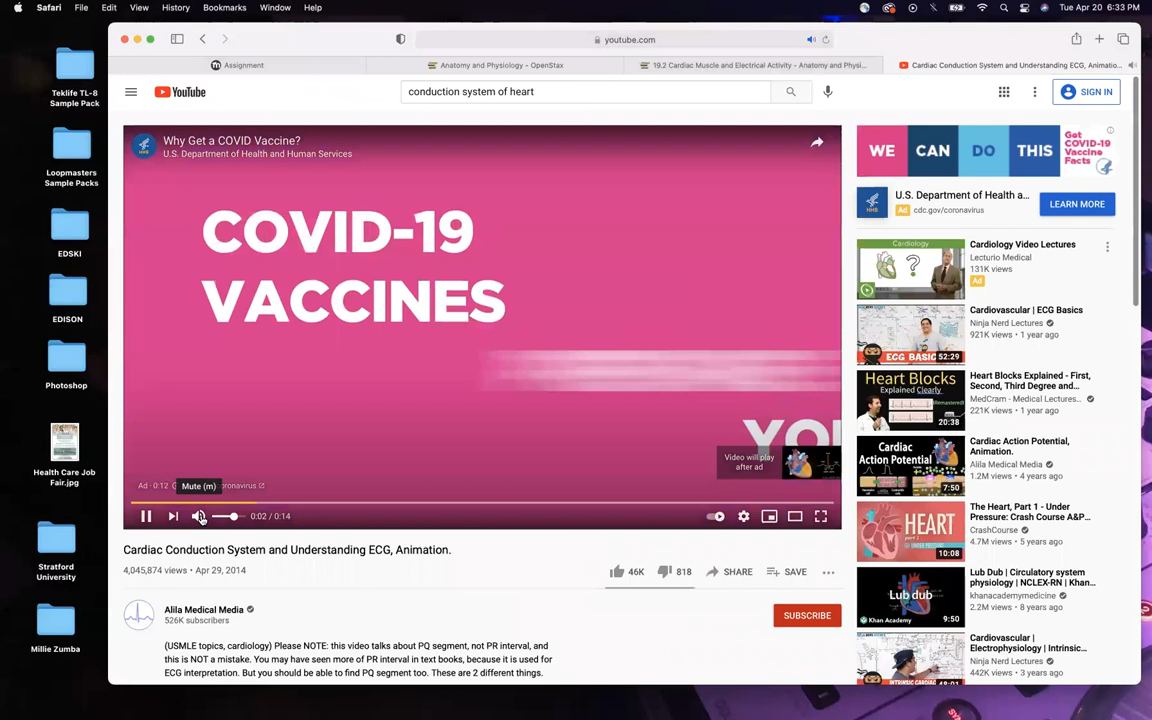 Safari File Edit View History Bookmarks Window Help
Tue Apr 20 6:33 PM
youtube.com
Assignment
Anatomy and Physiology - OpenStax
19.2 Cardiac Muscle and Electrical Activity - Anatomy and Physi...
Cardiac Conduction System and Understanding ECG, Animatio...
YouTube
conduction system of heart
SIGN IN
Teklife TL-8
Sample Pack
Loopmasters
Sample Packs
EDSKI
EDISON
Photoshop
Health Care Job
Fair.jpg
Stratford
University
Millie Zumba
Why Get a COVID Vaccine?
U.S. Department of Health and Human Services
COVID-19
VACCINES
YO
Video will play
after ad
Ad · 0:12
oronavirus
Mute (m)
0:02 / 0:14
Cardiac Conduction System and Understanding ECG, Animation.
4,045,874 views • Apr 29, 2014
46K
818
SHARE
SAVE
Alila Medical Media
526K subscribers
SUBSCRIBE
(USMLE topics, cardiology) Please NOTE: this video talks about PQ segment, not PR interval, and
this is NOT a mistake. You may have seen more of PR interval in text books, because it is used for
ECG interpretation. But you should be able to find PQ segment too. These are 2 different things.
WE CAN DO THIS
Get
COVID-19
Vaccine
Facts
U.S. Department of Health a...
Ad cdc.gov/coronavirus
LEARN MORE
Cardiology
?
Cardiology Video Lectures
Lecturio Medical
131K views
Ad
ECG BASIC
52:29
Cardiovascular | ECG Basics
Ninja Nerd Lectures
921K views • 1 year ago
Heart Blocks
Explained Clearly
Remastered!
20:38
Heart Blocks Explained - First,
Second, Third Degree and...
MedCram - Medical Lectures...
221K views • 1 year ago
Cardiac
Action Potential
7:50
Cardiac Action Potential,
Animation.
Alila Medical Media
1.2M views • 4 years ago
HEART
part 1
10:08
The Heart, Part 1 - Under
Pressure: Crash Course A&P...
CrashCourse
4.7M views • 5 years ago
Lub dub
Khan Academy
9:50
Lub Dub | Circulatory system
physiology | NCLEX-RN | Khan...
khanacademymedicine
2.2M views • 8 years ago
INTRINSIC CARDIAC
48:01
Cardiovascular |
Electrophysiology | Intrinsic...
Ninja Nerd Lectures
442K views • 3 years ago